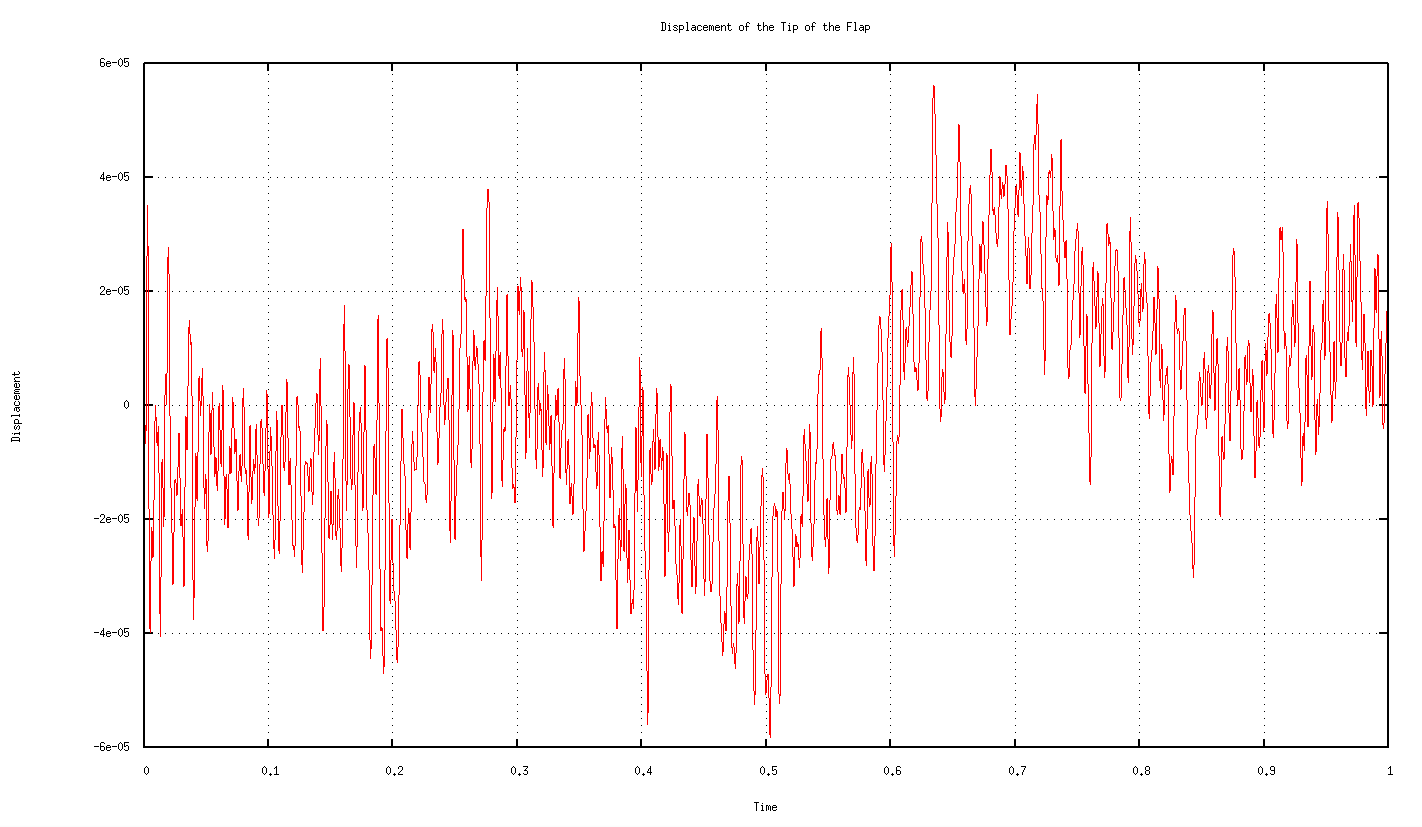 Displacement of the Tip of the Flap
6e-05
4e-05
2e-05
0
-2e-05
-4e-05
-6e-05
Displacement
0 0.1 0.2 0.3 0.4 0.5 0.6 0.7 0.8 0.9 1
Time